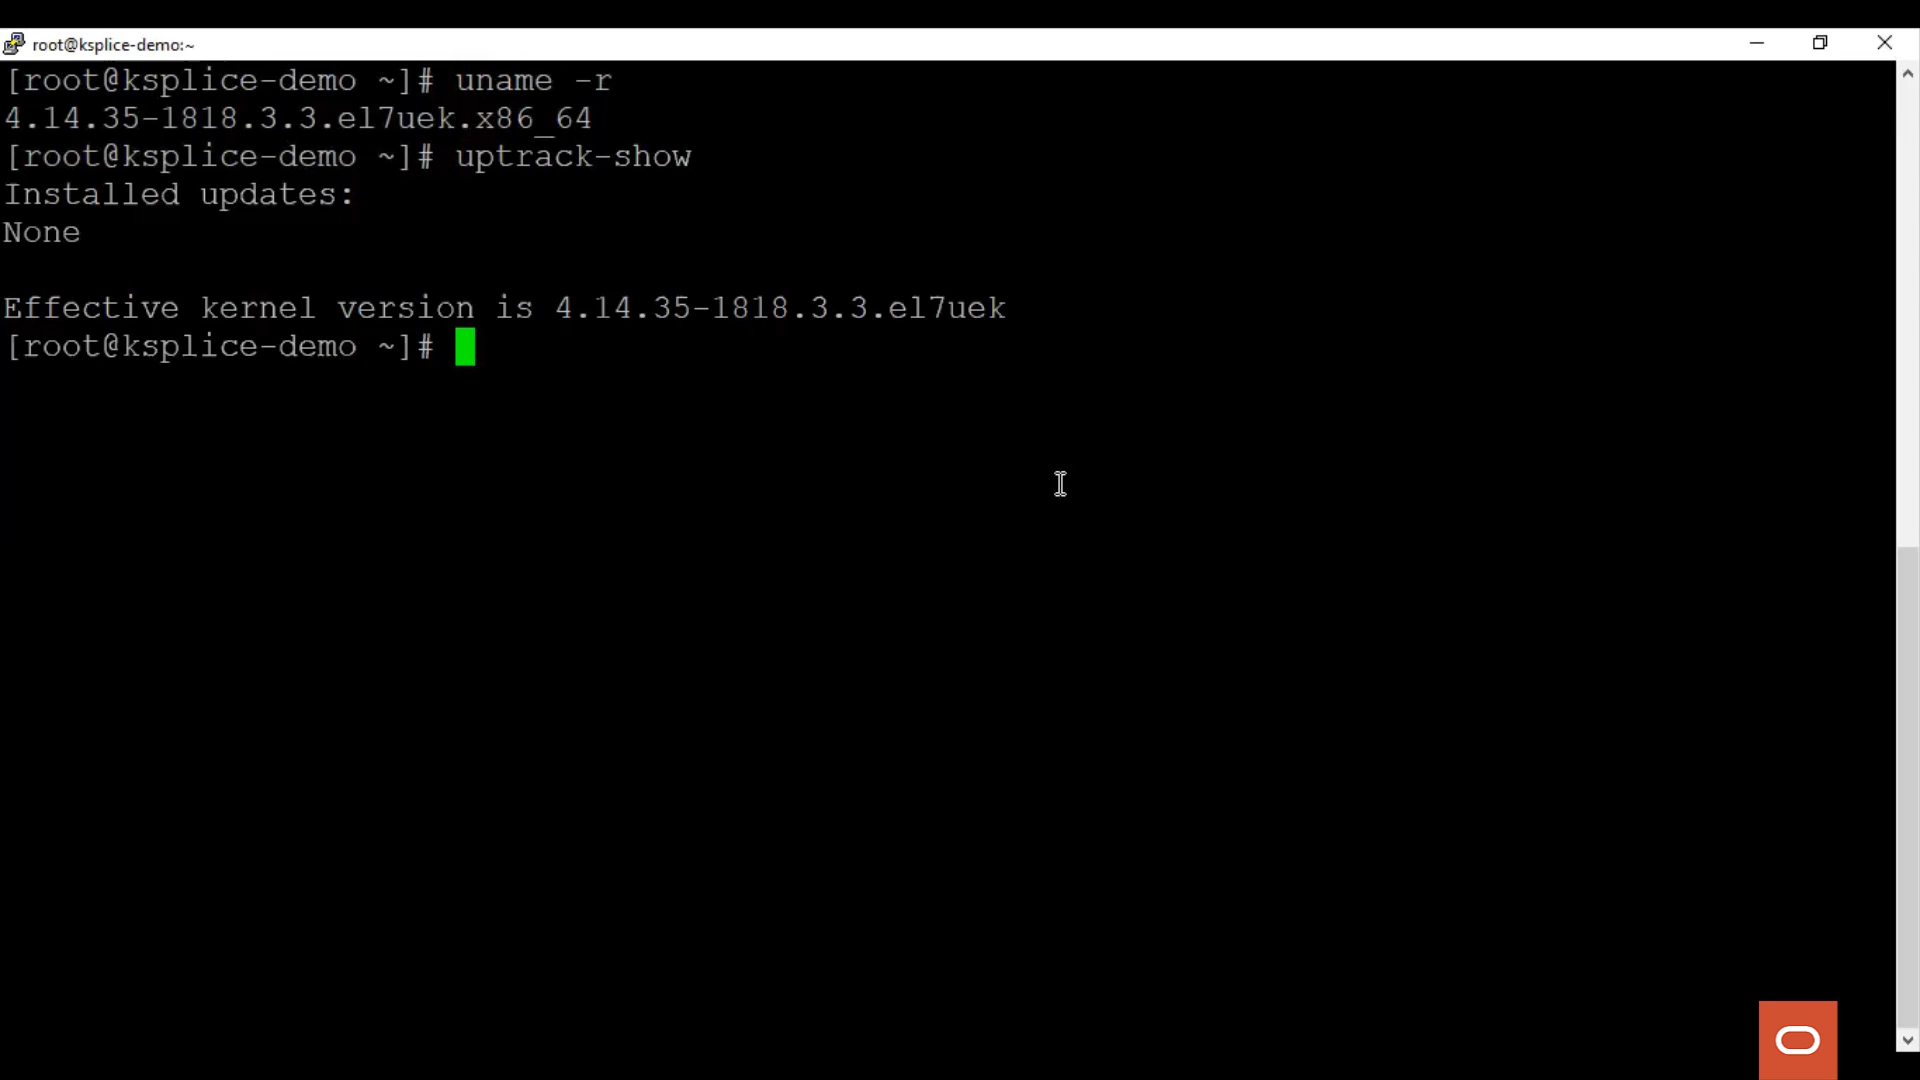 root@ksplice-demo:~
[root@ksplice-demo ~]# uname -r
4.14.35-1818.3.3.el7uek.x86_64
[root@ksplice-demo ~]# uptrack-show
Installed updates:
None
Effective kernel version is 4.14.35-1818.3.3.el7uek
[root@ksplice-demo ~]#